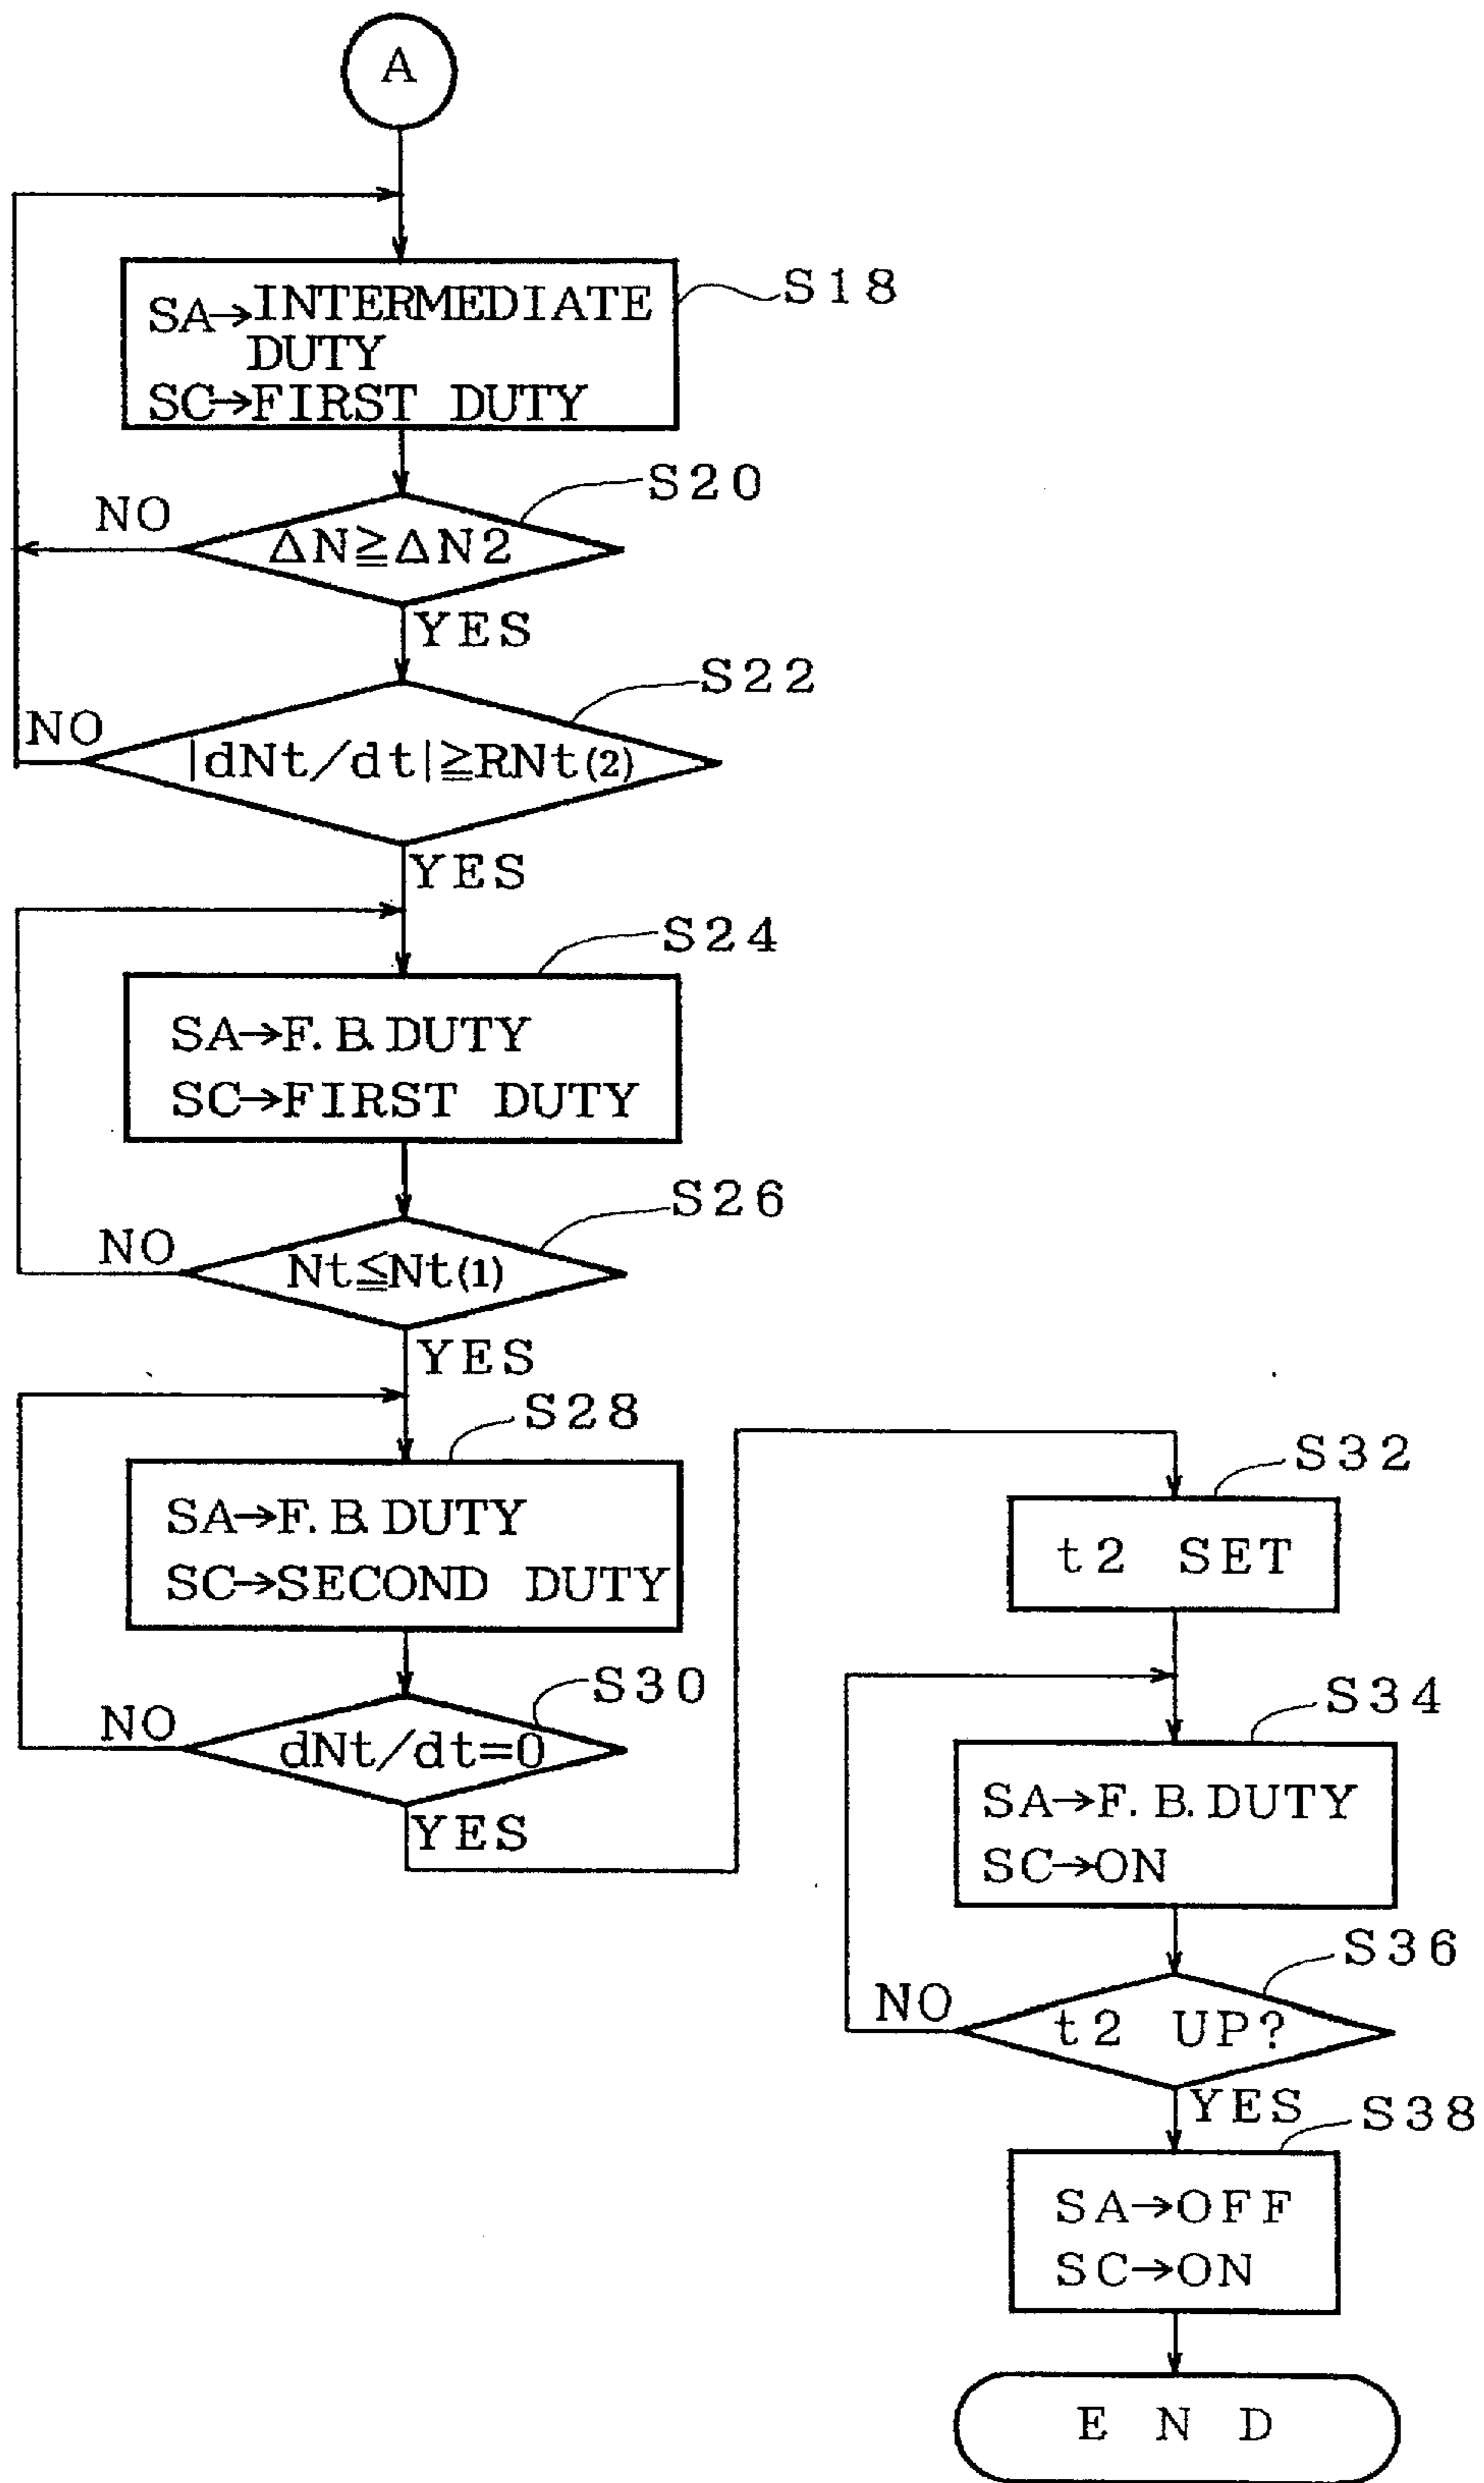 A
SA→INTERMEDIATE
DUTY
SC→FIRST DUTY
S18
S20
NO
ΔN≧ΔN2
YES
S22
NO
|dNt/dt|≧RNt(2)
YES
S24
SA→F.B.DUTY
SC→FIRST DUTY
S26
NO
Nt≦Nt(1)
YES
S28
SA→F.B.DUTY
SC→SECOND DUTY
S30
NO
dNt/dt=0
YES
S32
t2 SET
S34
SA→F.B.DUTY
SC→ON
S36
NO
t2 UP?
YES
S38
SA→OFF
SC→ON
END